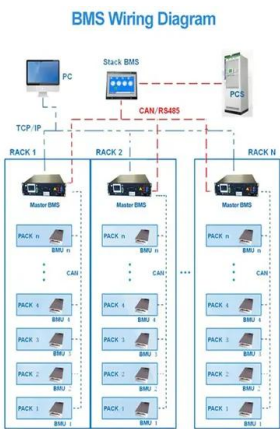 BMS Wiring Diagram
PC
Stack BMS
PCS
CAN/RS485
TCP/IP
RACK 1
RACK 2
RACK N
Master BMS
Master BMS
Master BMS
PACK n
BMU n
PACK n
BMU n
PACK N
BMU N
CAN
CAN
CAN
PACK 4
BMU 4
PACK 4
BMU 4
PACK 4
BMU 4
PACK 3
BMU 3
PACK 3
BMU 3
PACK 3
BMU 3
PACK 2
BMU 2
PACK 2
BMU 2
PACK 2
BMU 2
PACK 1
BMU 1
PACK 1
BMU 1
PACK 1
BMU 1